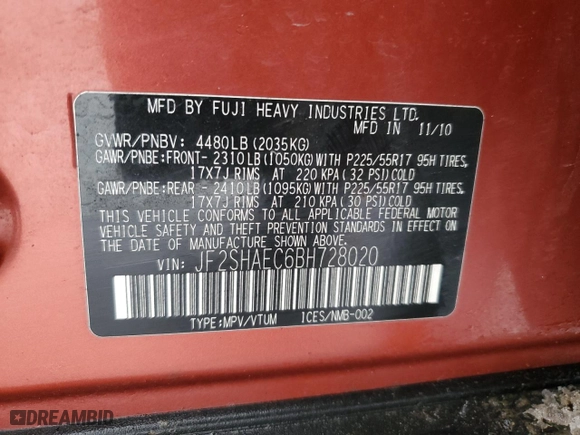 MFD BY FUJI HEAVY INDUSTRIES LTD.
MFD IN 11/10
GVWR/PNBV: 4480LB(2035KG)
GAWR/PNBE:FRONT- 2310LB(1050KG)WITH P225/55R17 95H TIRES,
17X7J RIMS AT 220 KPA( 32 PSI)COLD
GAWR/PNBE:REAR - 2410LB(1095KG)WITH P225/55R17 95H TIRES,
17X7J RIMS AT 210 KPA( 30 PSI)COLD
THIS VEHICLE CONFORMS TO ALL APPLICABLE FEDERAL MOTOR
VEHICLE SAFETY,BUMPER,AND THEFT PREVENTION STANDARDS IN EFFECT
ON THE DATE OF MANUFACTURE SHOWN ABOVE.
VIN: JF2SHAEC6BH728020
TYPE:MPV/VTUM ICES/NMB-002
DREAMBID